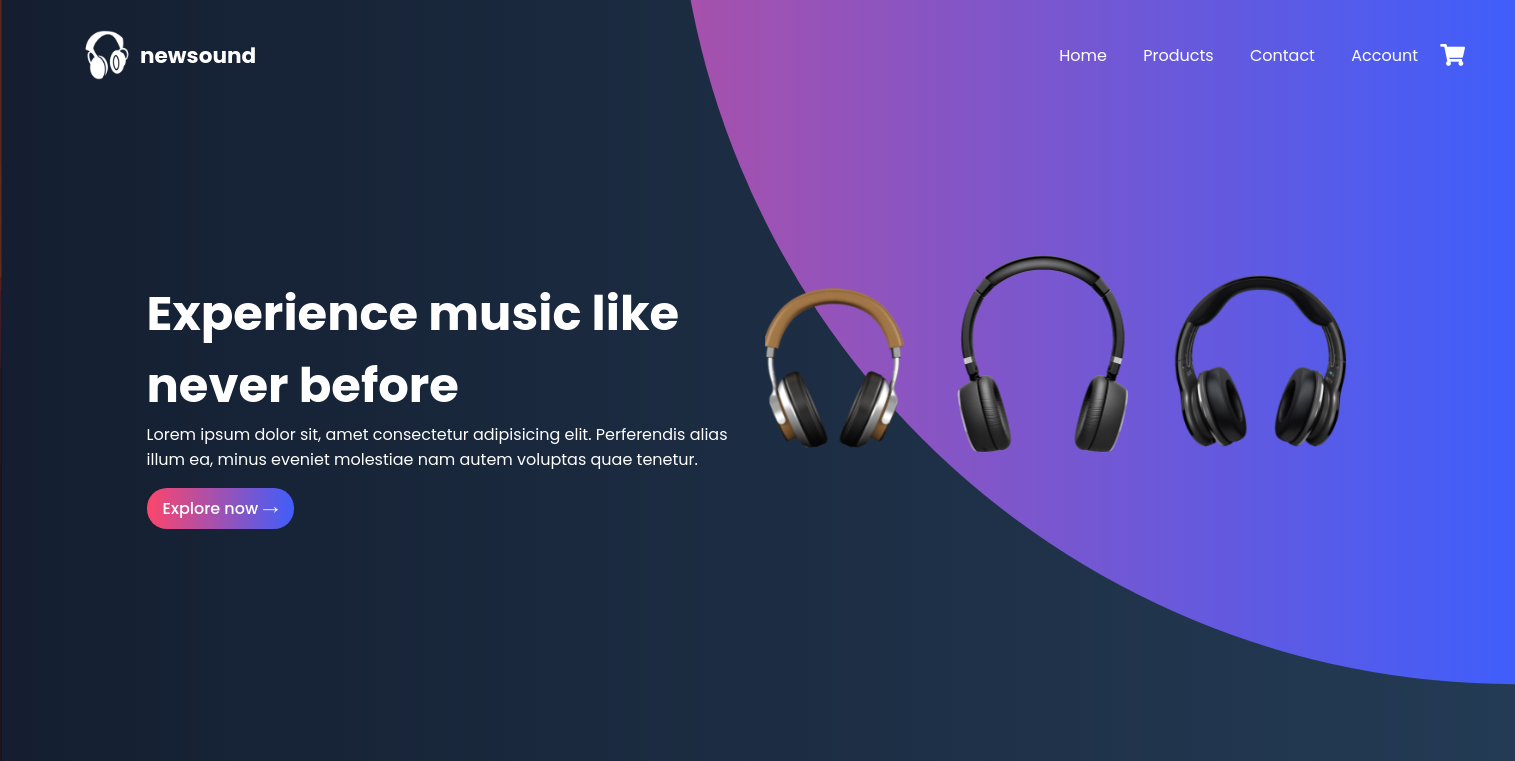 newsound
Home Products Contact Account
Experience music like
never before
Lorem ipsum dolor sit, amet consectetur adipisicing elit. Perferendis alias
illum ea, minus eveniet molestiae nam autem voluptas quae tenetur.
Explore now →